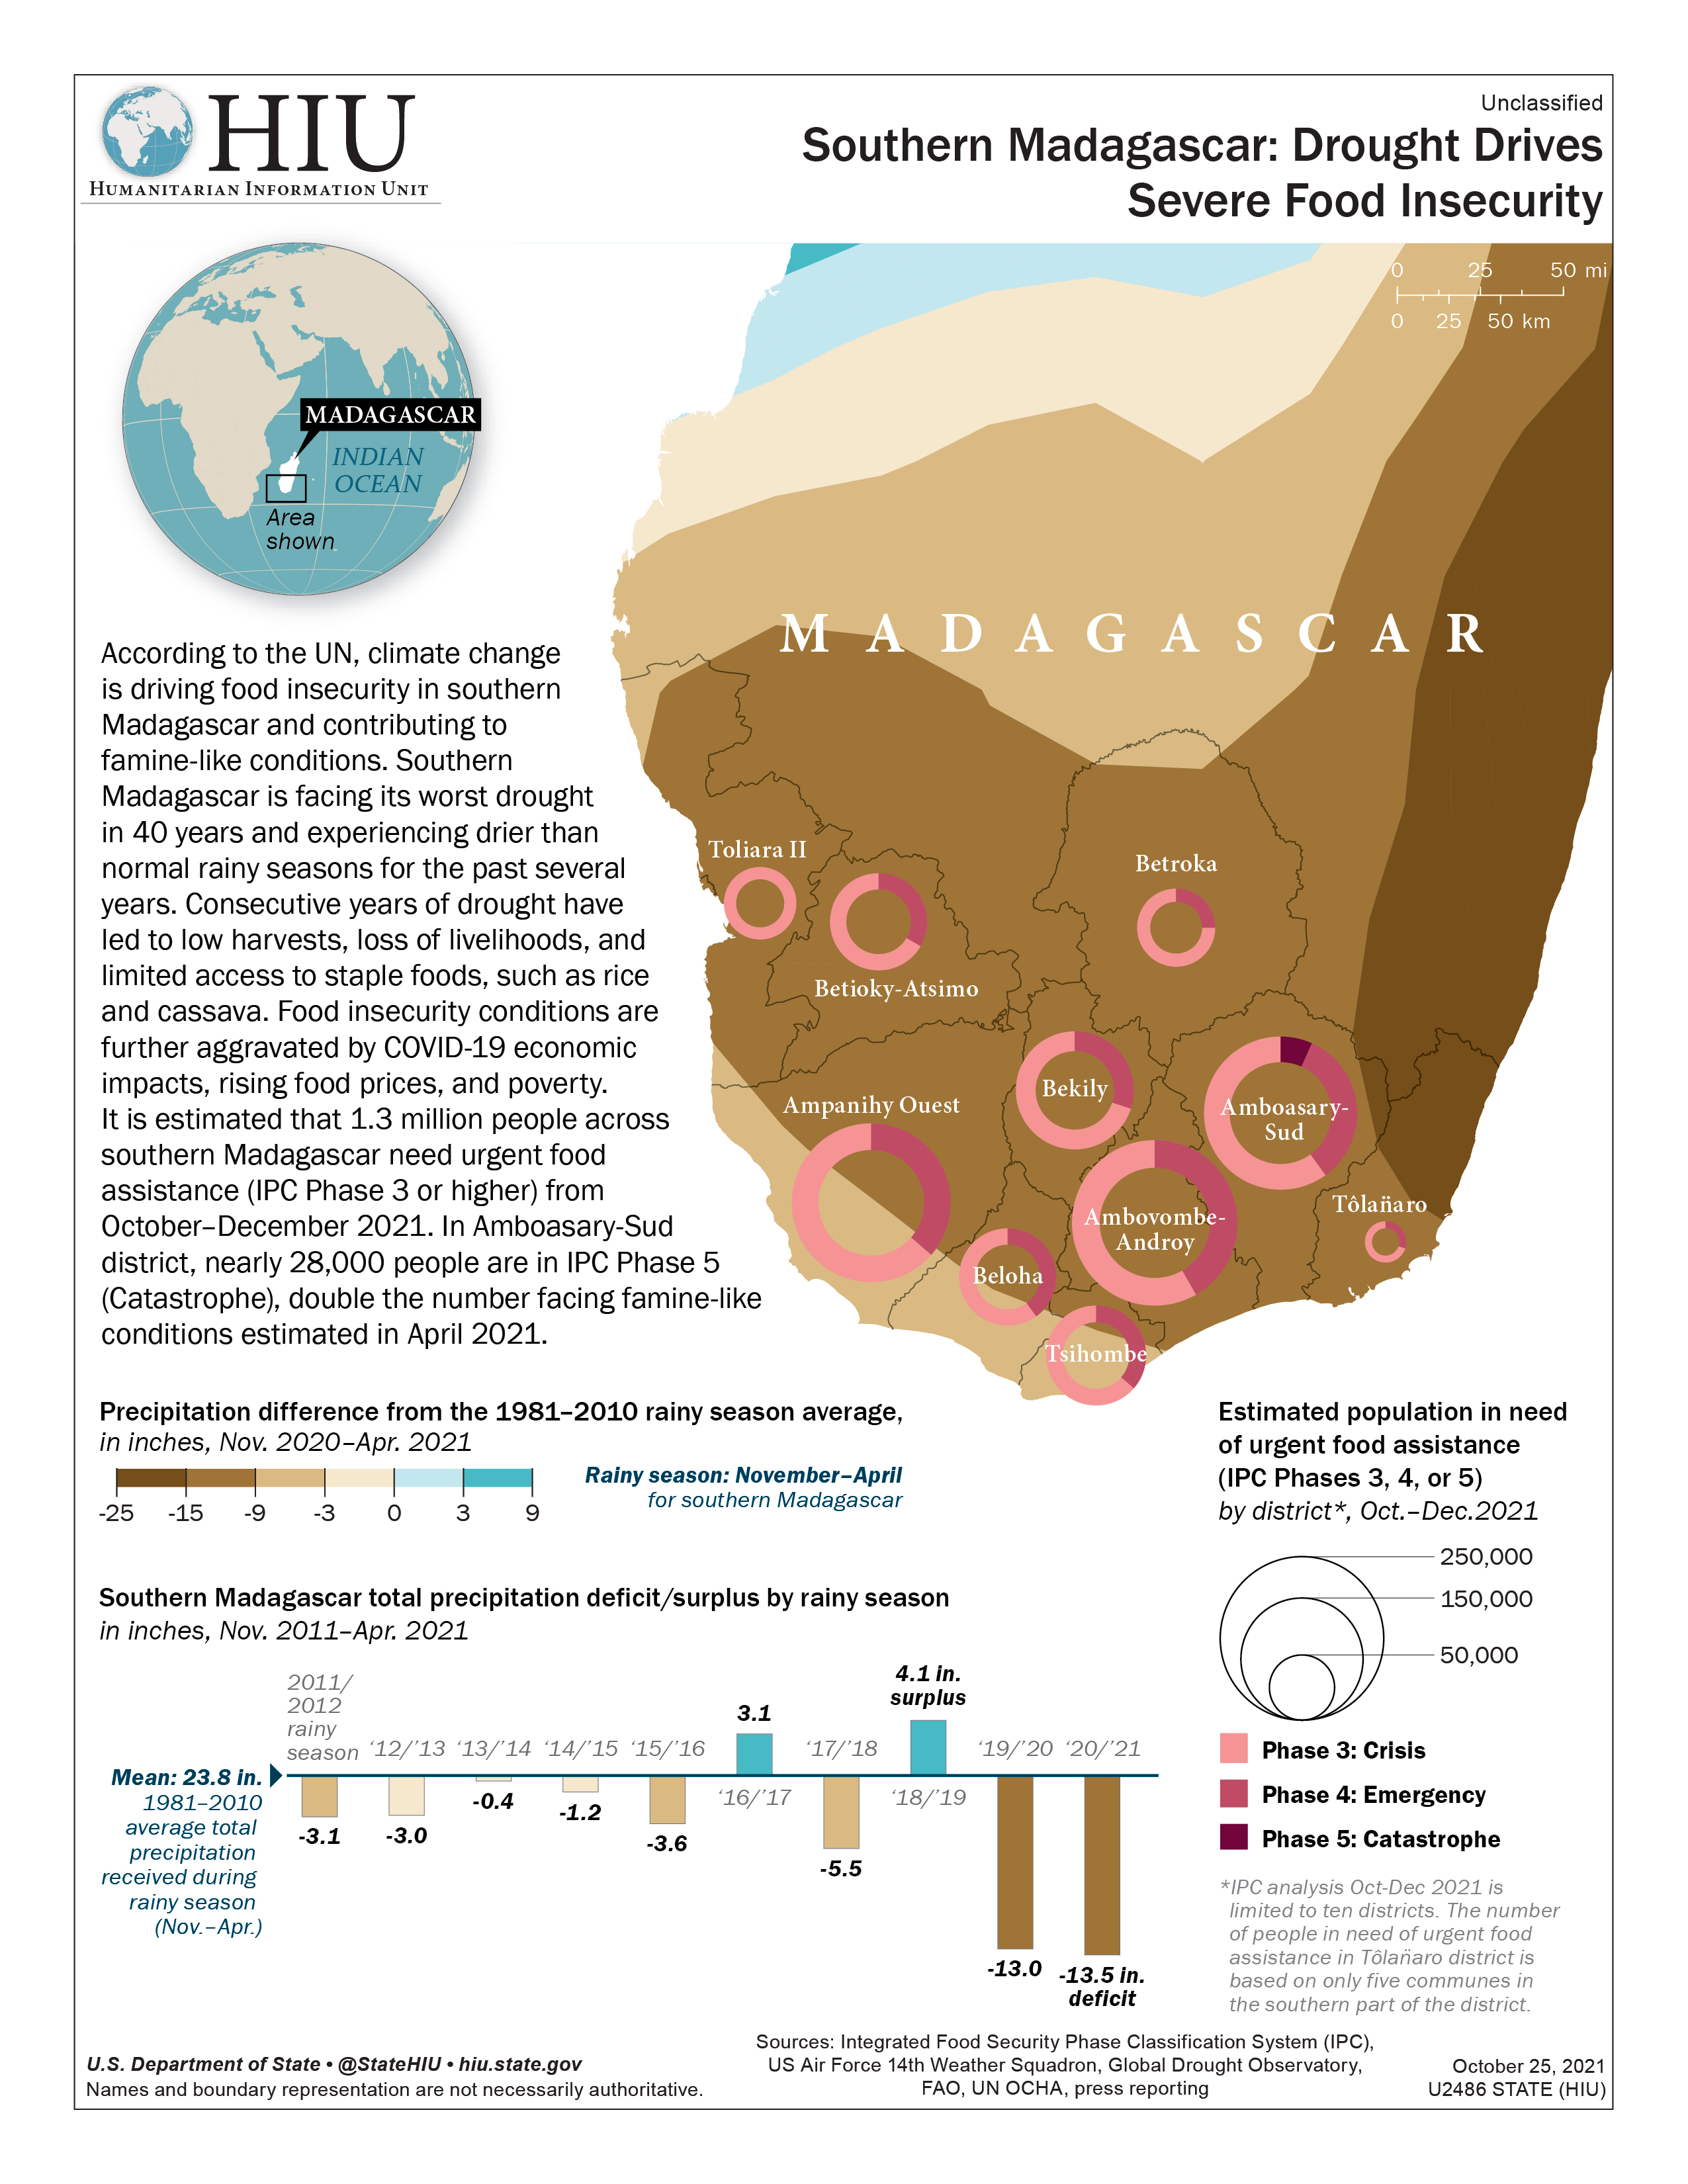 HIU
HUMANITARIAN INFORMATION UNIT
Unclassified
Southern Madagascar: Drought Drives
Severe Food Insecurity
MADAGASCAR
INDIAN
OCEAN
Area
shown
0 25 50 mi
0 25 50 km
MADAGASCAR
Toliara II
Betioky-Atsimo
Betroka
Ampanihy Ouest
Bekily
Amboasary-
Sud
Ambovombe-
Androy
Tôlan̈aro
Beloha
Tsihombe
According to the UN, climate change
is driving food insecurity in southern
Madagascar and contributing to
famine-like conditions. Southern
Madagascar is facing its worst drought
in 40 years and experiencing drier than
normal rainy seasons for the past several
years. Consecutive years of drought have
led to low harvests, loss of livelihoods, and
limited access to staple foods, such as rice
and cassava. Food insecurity conditions are
further aggravated by COVID-19 economic
impacts, rising food prices, and poverty.
It is estimated that 1.3 million people across
southern Madagascar need urgent food
assistance (IPC Phase 3 or higher) from
October–December 2021. In Amboasary-Sud
district, nearly 28,000 people are in IPC Phase 5
(Catastrophe), double the number facing famine-like
conditions estimated in April 2021.
Precipitation difference from the 1981–2010 rainy season average,
in inches, Nov. 2020–Apr. 2021
-25 -15 -9 -3 0 3 9
Rainy season: November–April
for southern Madagascar
Southern Madagascar total precipitation deficit/surplus by rainy season
in inches, Nov. 2011–Apr. 2021
2011/
2012
rainy
season
‘12/’13 ‘13/’14 ‘14/’15 ‘15/’16 ‘17/’18 ‘19/’20 ‘20/’21
3.1
4.1 in.
surplus
‘16/’17 ‘18/’19
-3.1 -3.0 -0.4 -1.2 -3.6 -5.5 -13.0
-13.5 in.
deficit
Mean: 23.8 in.
1981–2010
average total
precipitation
received during
rainy season
(Nov.–Apr.)
Estimated population in need
of urgent food assistance
(IPC Phases 3, 4, or 5)
by district*, Oct.–Dec.2021
250,000
150,000
50,000
Phase 3: Crisis
Phase 4: Emergency
Phase 5: Catastrophe
*IPC analysis Oct-Dec 2021 is
limited to ten districts. The number
of people in need of urgent food
assistance in Tôlan̈aro district is
based on only five communes in
the southern part of the district.
U.S. Department of State • @StateHIU • hiu.state.gov
Names and boundary representation are not necessarily authoritative.
Sources: Integrated Food Security Phase Classification System (IPC),
US Air Force 14th Weather Squadron, Global Drought Observatory,
FAO, UN OCHA, press reporting
October 25, 2021
U2486 STATE (HIU)